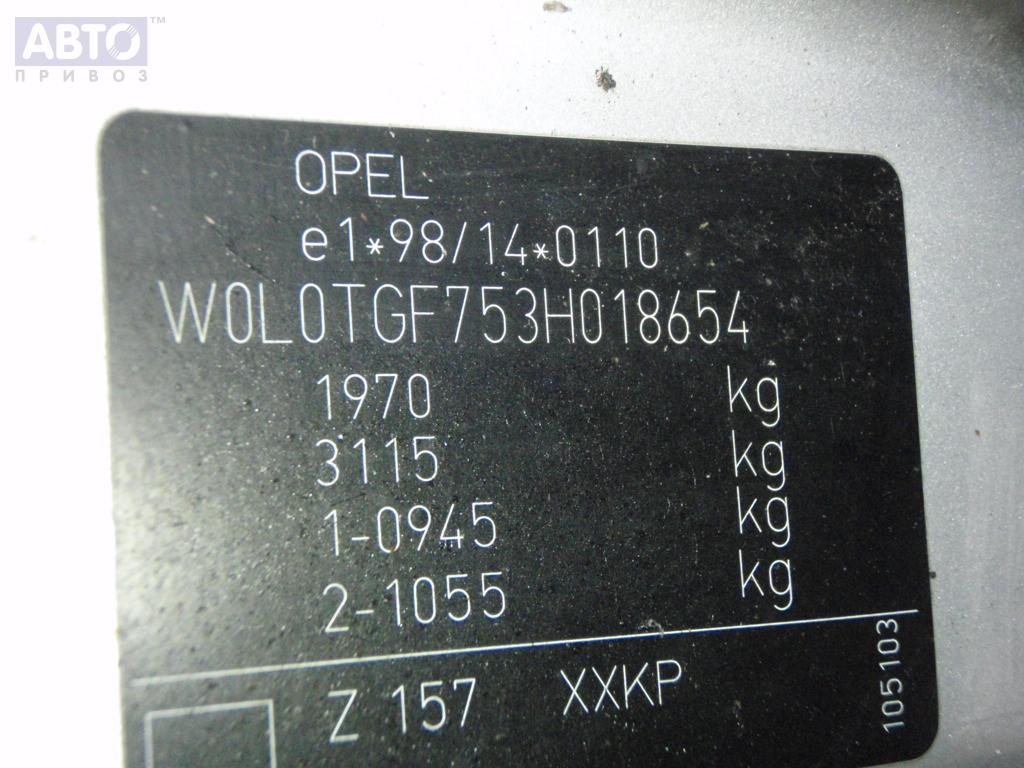 АВТО™
ПРИВОЗ
OPEL
e1*98/14*0110
W0L0TGF753H018654
1970 kg
3115 kg
1-0945 kg
2-1055 kg
Z 157 XXKP
105103